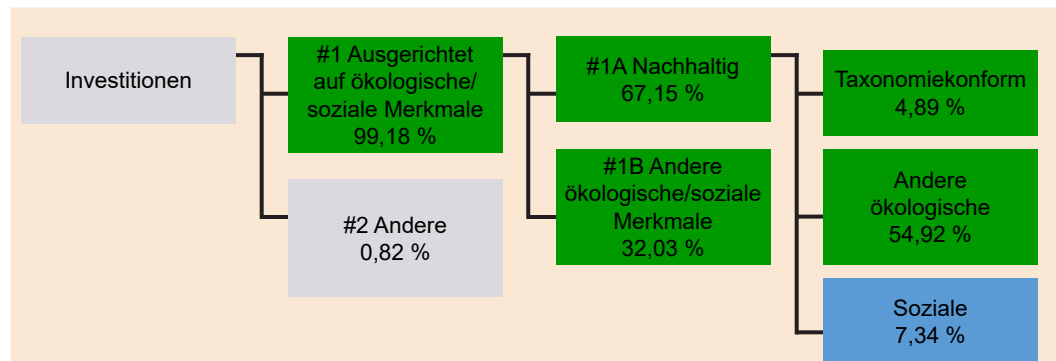 Investitionen
#1 Ausgerichtet
auf ökologische/
soziale Merkmale
99,18 %
#2 Andere
0,82 %
#1A Nachhaltig
67,15 %
#1B Andere
ökologische/soziale
Merkmale
32,03 %
Taxonomiekonform
4,89 %
Andere
ökologische
54,92 %
Soziale
7,34 %